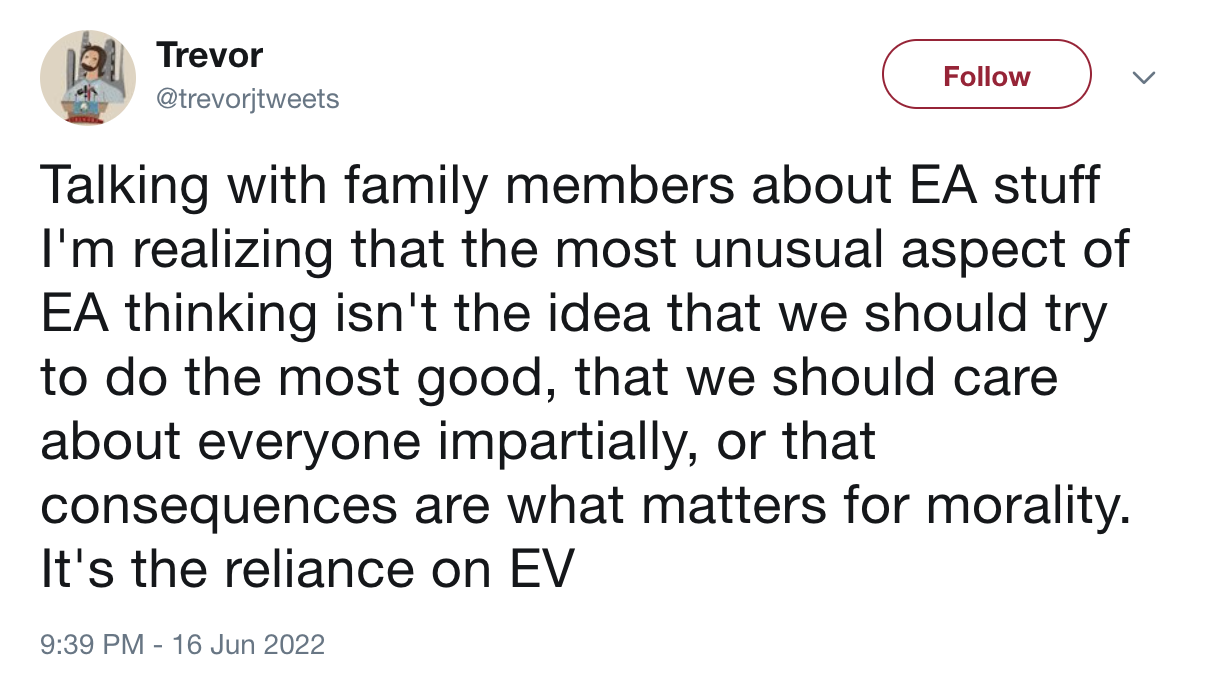 Trevor
@trevorjtweets
Follow
Talking with family members about EA stuff
I'm realizing that the most unusual aspect of
EA thinking isn't the idea that we should try
to do the most good, that we should care
about everyone impartially, or that
consequences are what matters for morality.
It's the reliance on EV
9:39 PM - 16 Jun 2022